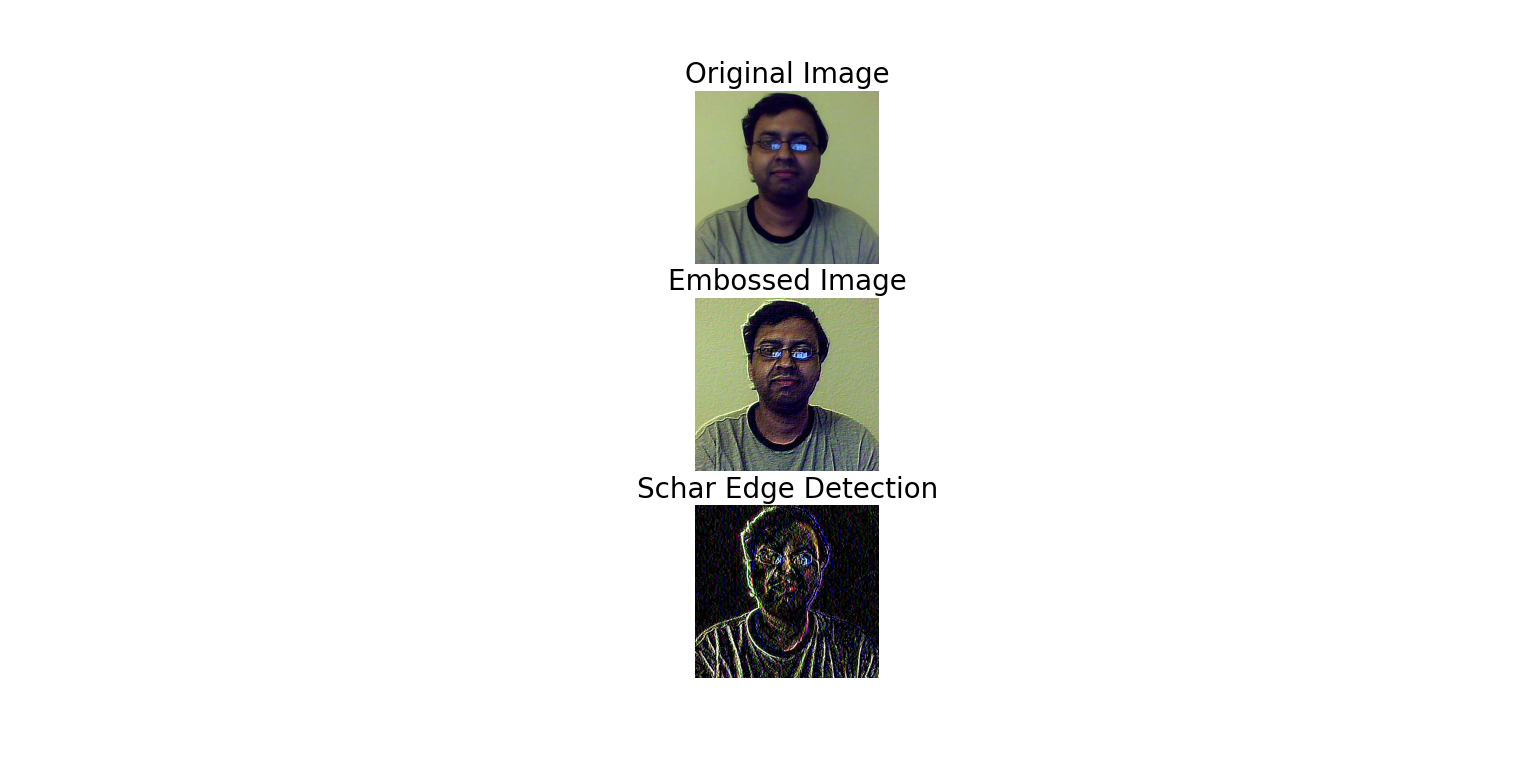 Original Image
Embossed Image
Schar Edge Detection